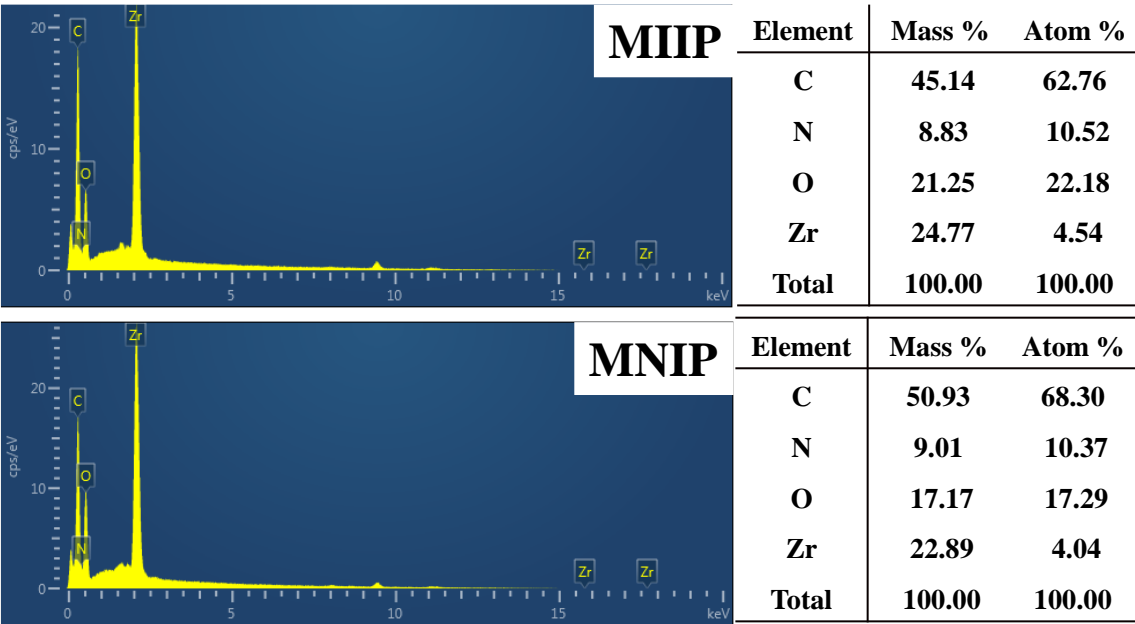 MIIP
cps/eV
20
10
0
C
O
N
Zr
Zr
Zr
0 5 10 15 keV
Element Mass % Atom %
C 45.14 62.76
N 8.83 10.52
O 21.25 22.18
Zr 24.77 4.54
Total 100.00 100.00
MNIP
cps/eV
20
10
0
C
O
N
Zr
Zr
Zr
0 5 10 15 keV
Element Mass % Atom %
C 50.93 68.30
N 9.01 10.37
O 17.17 17.29
Zr 22.89 4.04
Total 100.00 100.00